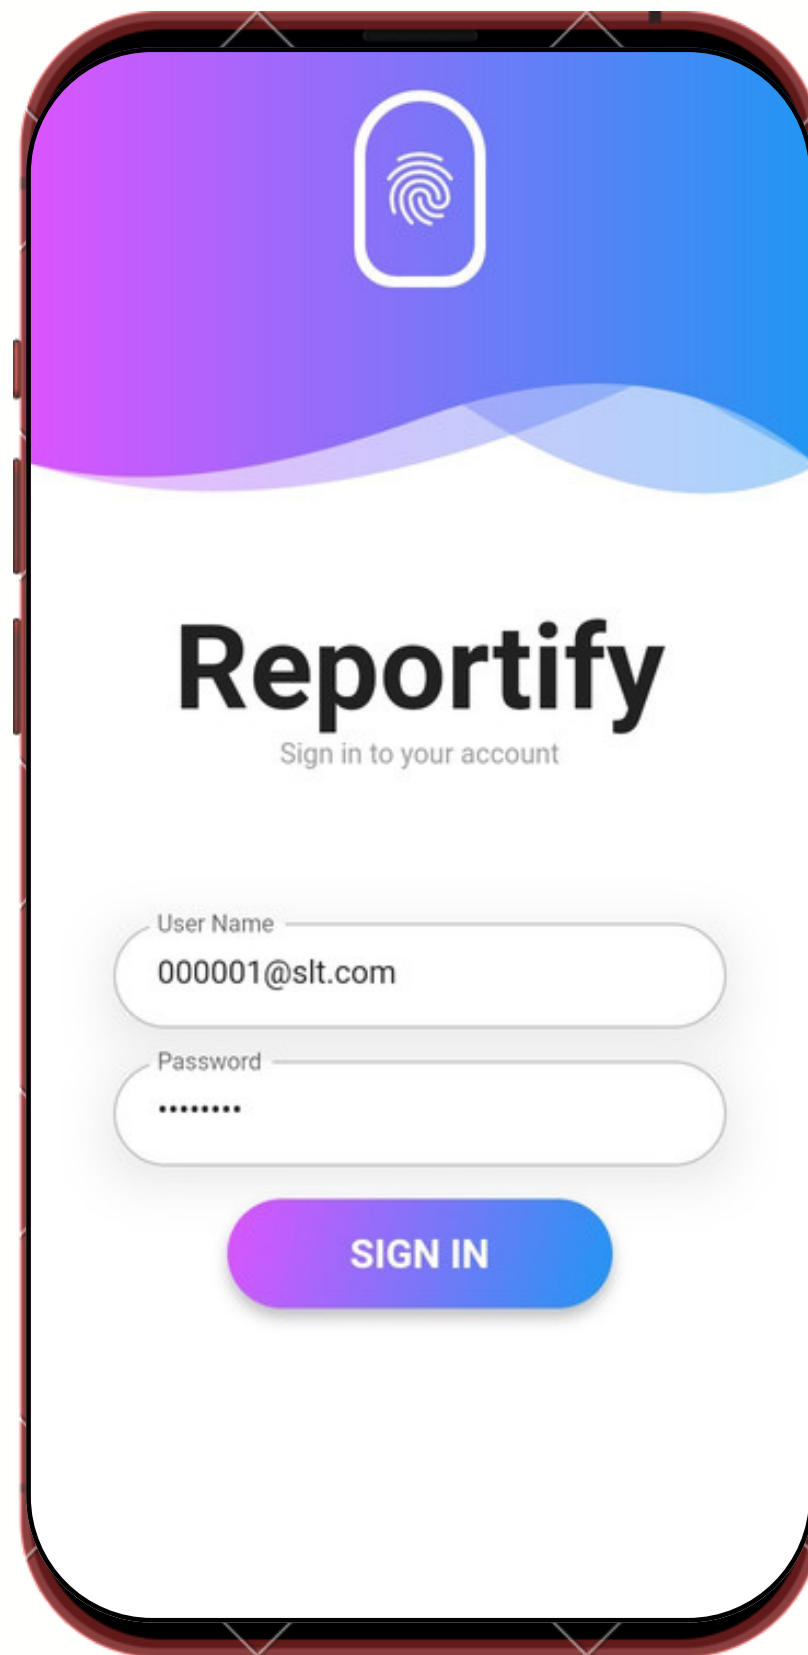 Reportify
Sign in to your account
User Name
000001@slt.com
Password
••••••••
SIGN IN